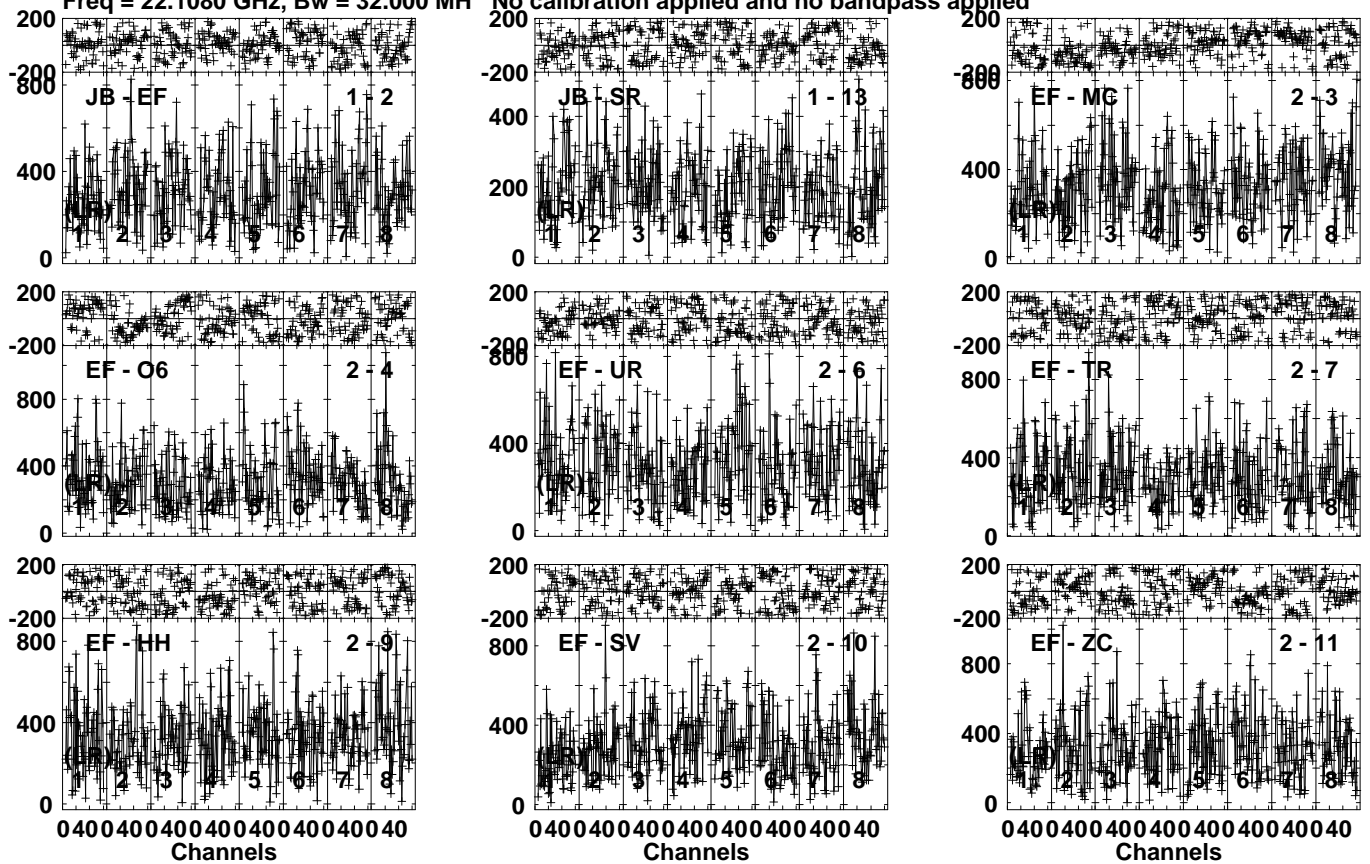 Freq = 22.1080 GHz, Bw = 32.000 MH No calibration applied and no bandpass applied
200
-200
800
400
0
JB - EF 1 - 2
(LR)
1 2 3 4 5 6 7 8
200
-200
400
200
0
JB - SR 1 - 13
(LR)
1 2 3 4 5 6 7 8
200
-200
800
400
0
EF - MC 2 - 3
(LR)
1 2 3 4 5 6 7 8
200
-200
800
400
0
EF - O6 2 - 4
(LR)
1 2 3 4 5 6 7 8
200
-200
800
400
0
EF - UR 2 - 6
(LR)
1 2 3 4 5 6 7 8
200
-200
800
400
0
EF - TR 2 - 7
(LR)
1 2 3 4 5 6 7 8
200
-200
800
400
0
EF - HH 2 - 9
(LR)
1 2 3 4 5 6 7 8
0 40 0 40 0 40 0 40 0 40 0 40 0 40 0 40
Channels
200
-200
800
400
0
EF - SV 2 - 10
(LR)
1 2 3 4 5 6 7 8
0 40 0 40 0 40 0 40 0 40 0 40 0 40 0 40
Channels
200
-200
800
400
0
EF - ZC 2 - 11
(LR)
1 2 3 4 5 6 7 8
0 40 0 40 0 40 0 40 0 40 0 40 0 40 0 40
Channels